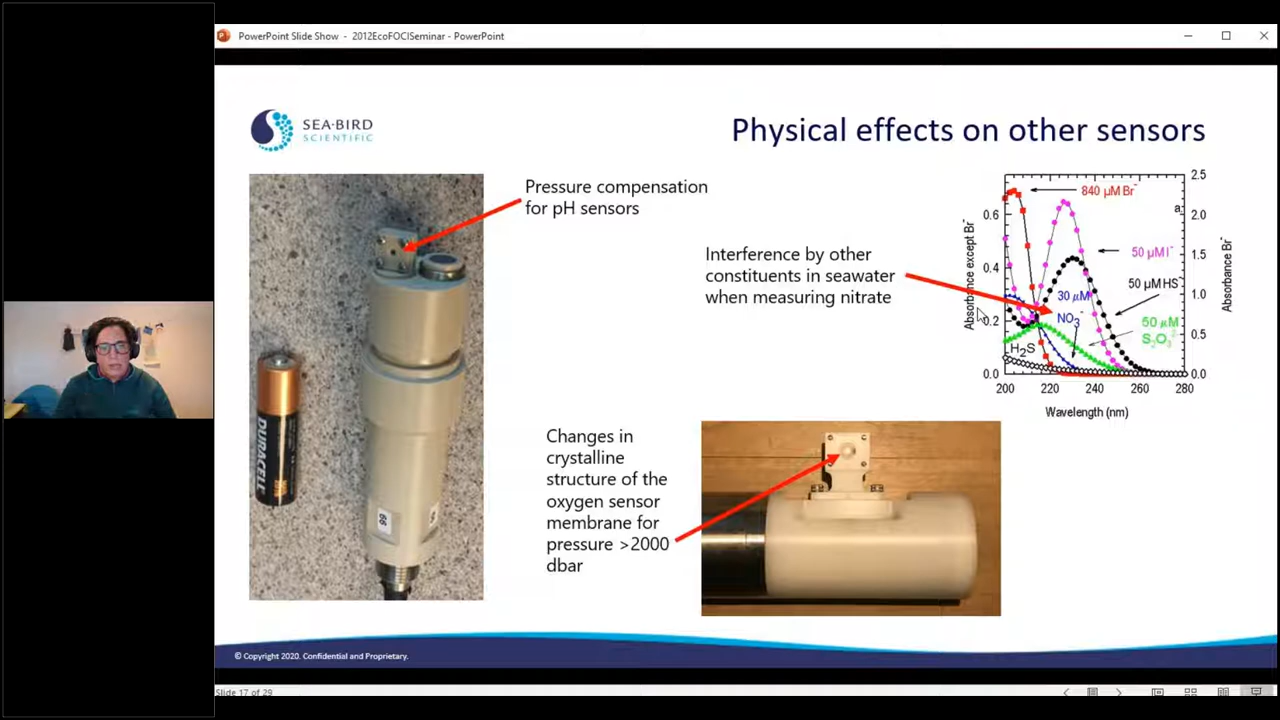 PowerPoint Slide Show - 2012EcoFOCISeminar - PowerPoint
SEA·BIRD
SCIENTIFIC
Physical effects on other sensors
Pressure compensation
for pH sensors
Interference by other
constituents in seawater
when measuring nitrate
Changes in
crystalline
structure of the
oxygen sensor
membrane for
pressure >2000
dbar
DURACELL
66
a
840 µM Br⁻
50 µM I⁻
50 µM HS
30 µM
NO₃⁻
50 µM
H₂S
Absorbance except Br⁻
0.6
0.4
0.2
0.0
2.5
2.0
1.5
1.0
0.5
0.0
Absorbance Br⁻
200 220 240 260 280
Wavelength (nm)
© Copyright 2020. Confidential and Proprietary.
Slide 17 of 29